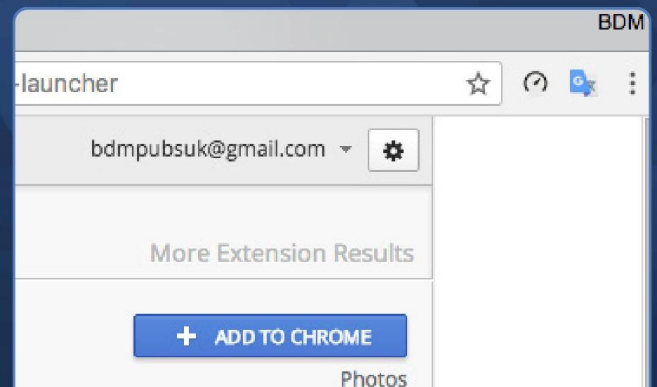 BDM
-launcher
bdmpubsuk@gmail.com
More Extension Results
ADD TO CHROME
Photos